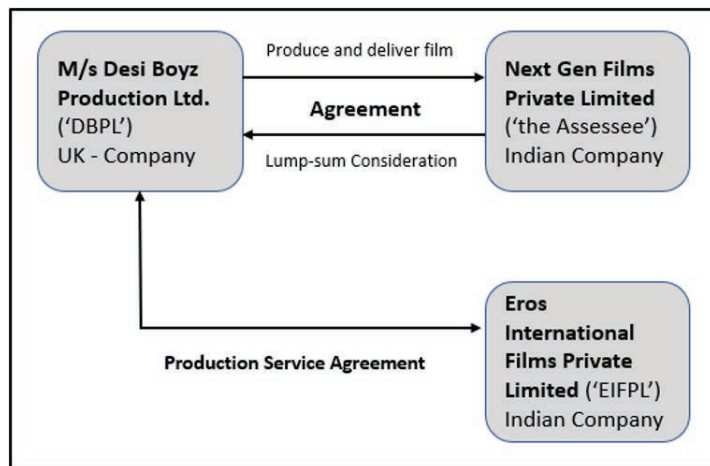 M/s Desi Boyz
Production Ltd.
('DBPL')
UK - Company
Produce and deliver film
Agreement
Lump-sum Consideration
Next Gen Films
Private Limited
('the Assessee')
Indian Company
Production Service Agreement
Eros
International
Films Private
Limited ('EIFPL')
Indian Company